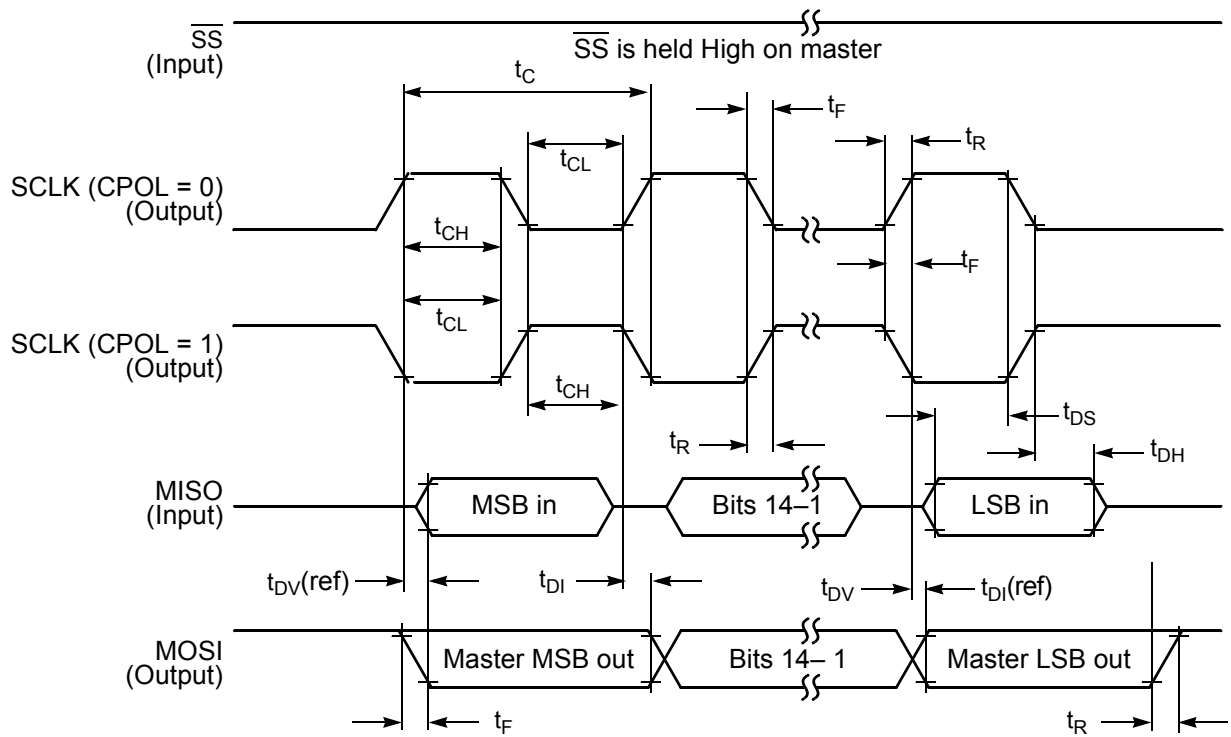 SS
(Input)
SS is held High on master
tC
tF
tR
tCL
SCLK (CPOL = 0)
(Output)
tCH
tF
tCL
SCLK (CPOL = 1)
(Output)
tCH
tDS
tR
tDH
MISO
(Input)
MSB in
Bits 14–1
LSB in
tDV(ref)
tDI
tDV
tDI(ref)
MOSI
(Output)
Master MSB out
Bits 14– 1
Master LSB out
tF
tR